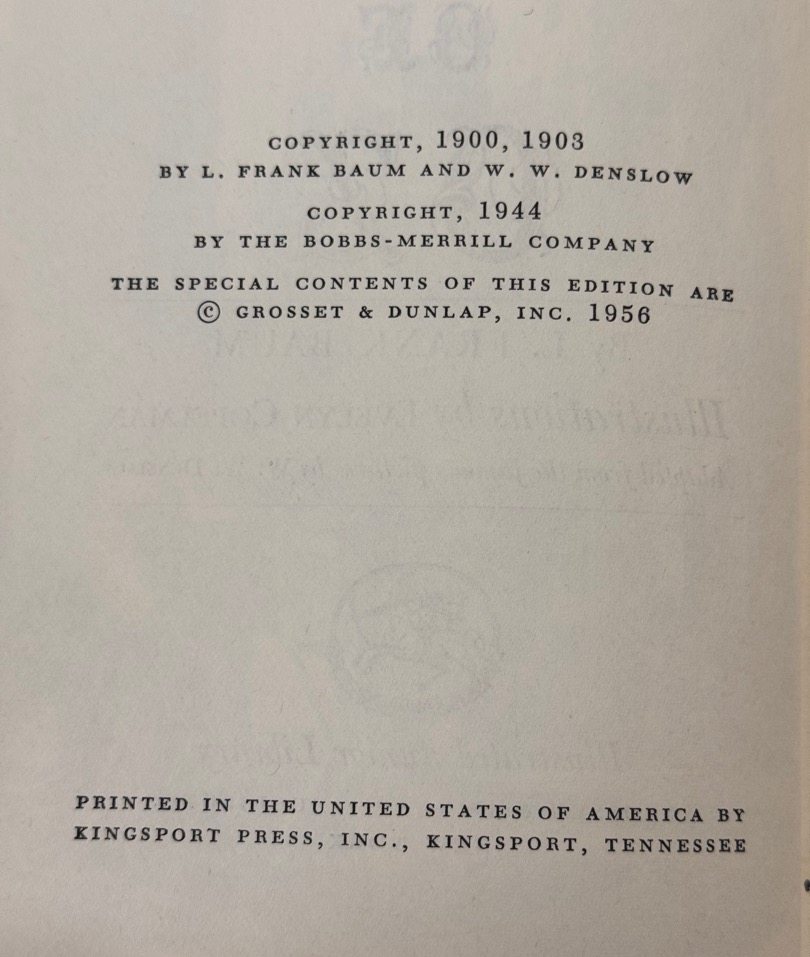 COPYRIGHT, 1900, 1903
BY L. FRANK BAUM AND W. W. DENSLOW
COPYRIGHT, 1944
BY THE BOBBS-MERRILL COMPANY
THE SPECIAL CONTENTS OF THIS EDITION ARE
© GROSSET & DUNLAP, INC. 1956
PRINTED IN THE UNITED STATES OF AMERICA BY
KINGSPORT PRESS, INC., KINGSPORT, TENNESSEE